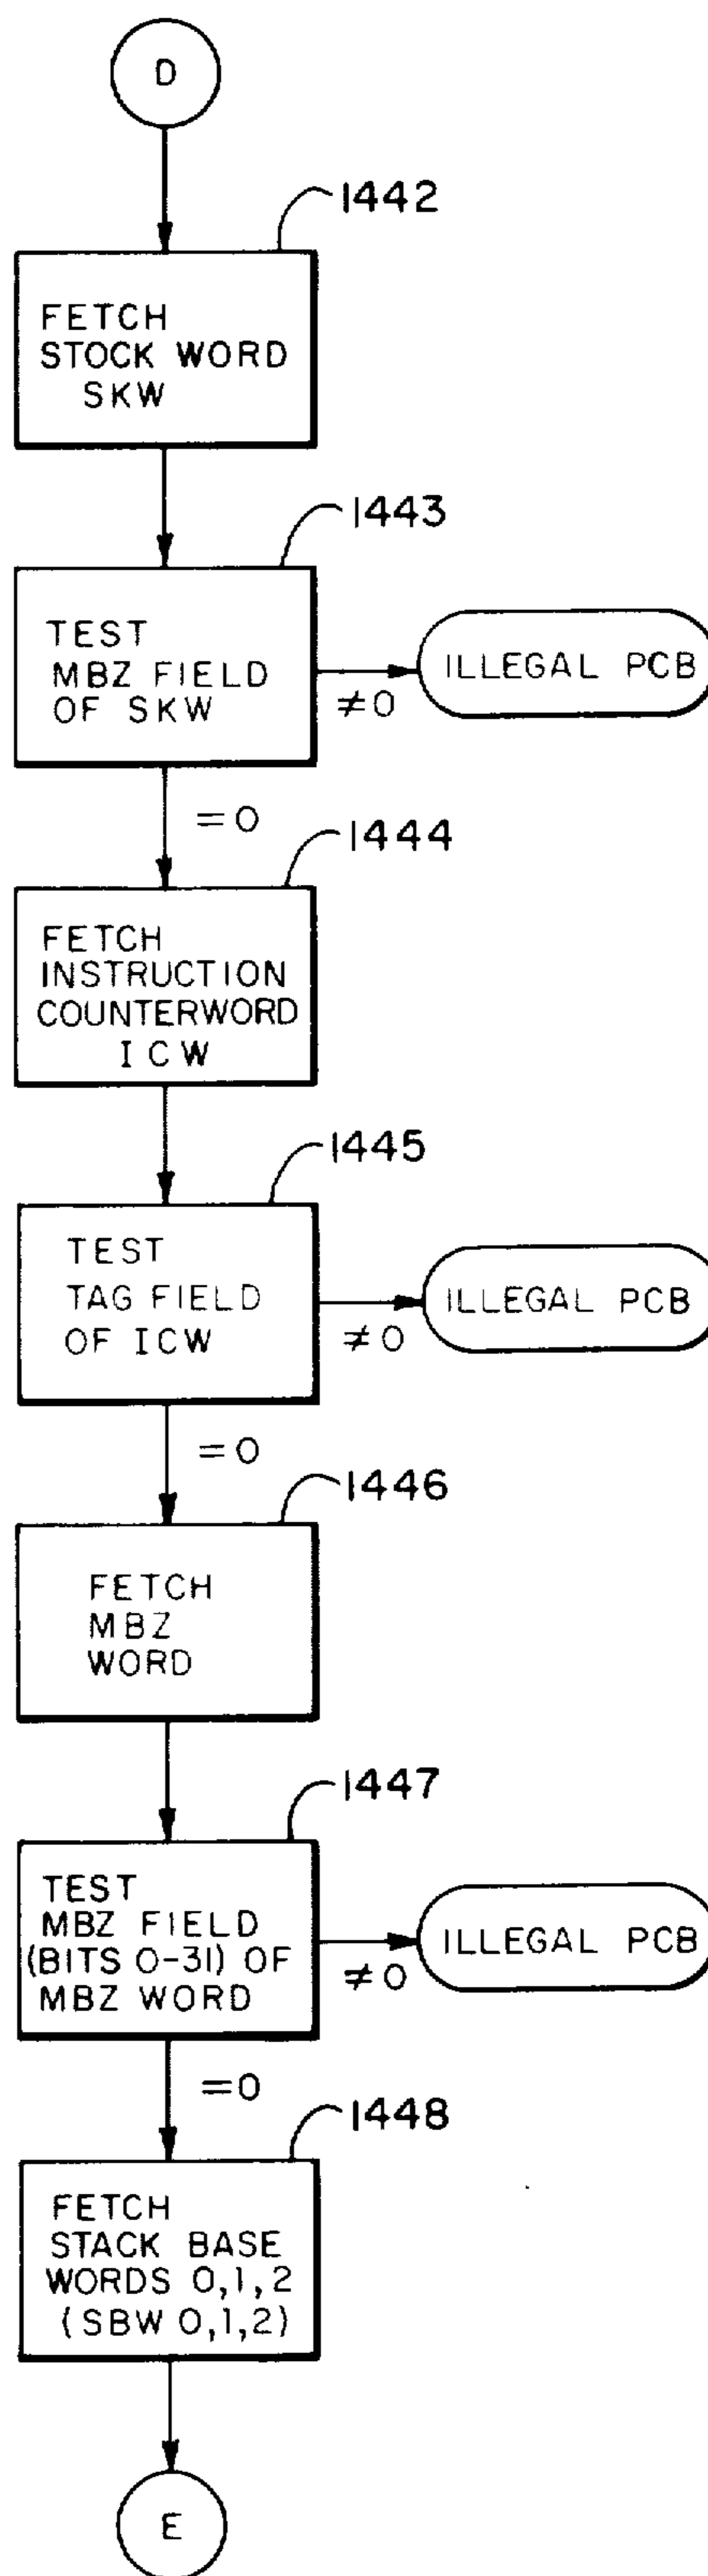 D
1442
FETCH
STOCK WORD
SKW
1443
TEST
MBZ FIELD
OF SKW
≠0
ILLEGAL PCB
=0
1444
FETCH
INSTRUCTION
COUNTERWORD
ICW
1445
TEST
TAG FIELD
OF ICW
≠0
ILLEGAL PCB
=0
1446
FETCH
MBZ
WORD
1447
TEST
MBZ FIELD
(BITS 0-31) OF
MBZ WORD
≠0
ILLEGAL PCB
=0
1448
FETCH
STACK BASE
WORDS 0,1,2
(SBW 0,1,2)
E